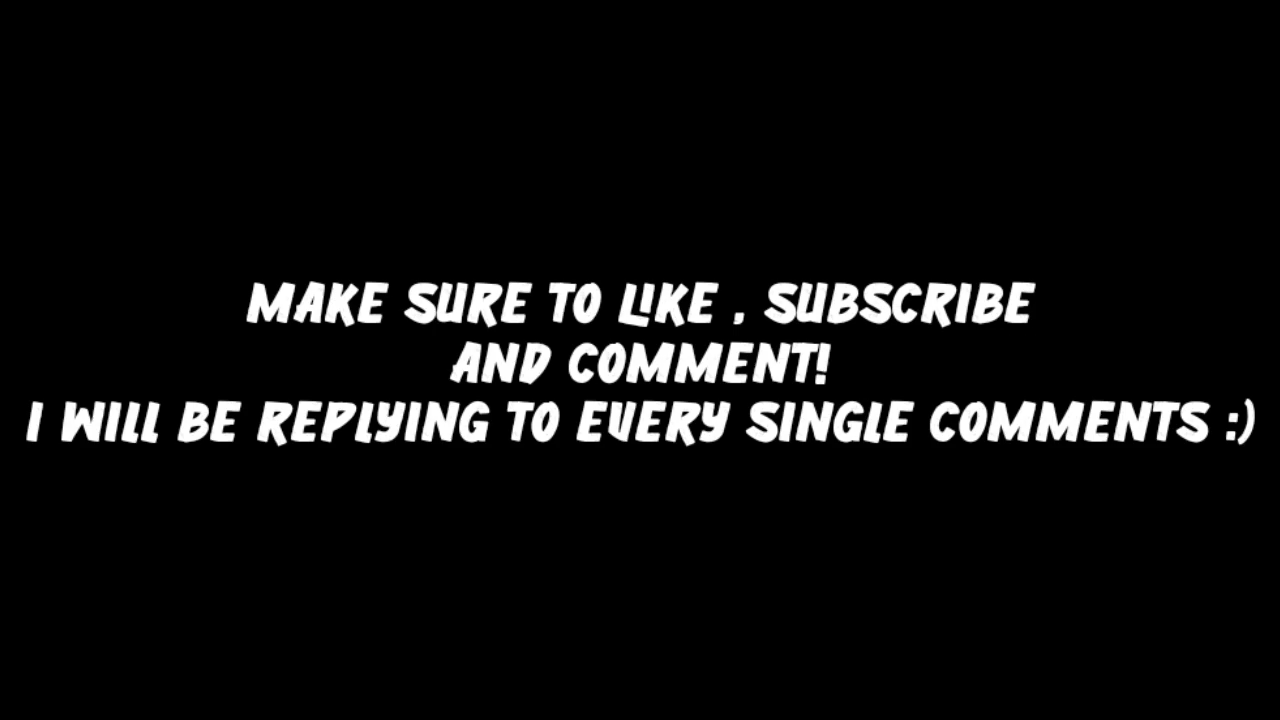 MAKE SURE TO LIKE , SUBSCRIBE
AND COMMENT!
I WILL BE REPLYING TO EVERY SINGLE COMMENTS :)